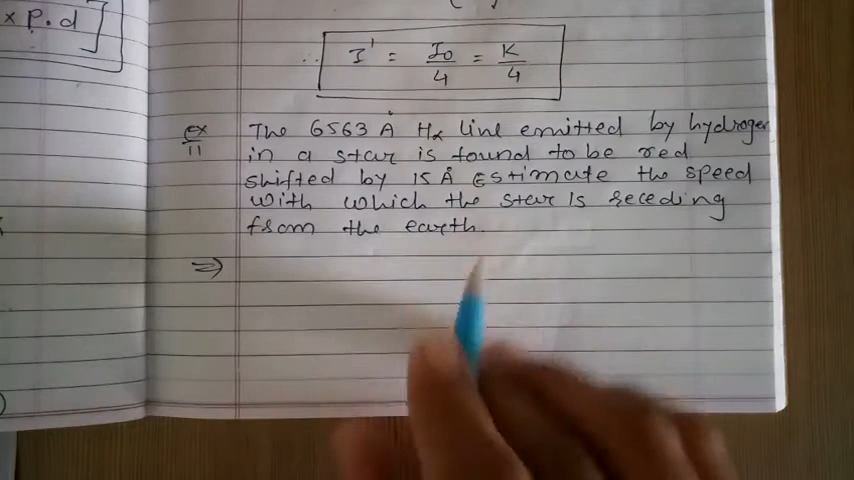 x P.d
∴ I' = I₀/4 = K/4
ex 11 The 6563 Å Hα line emitted by hydrogen
in a star is found to be red
shifted by 15 Å Estimate the speed
with which the star is receding
from the earth.
⇒